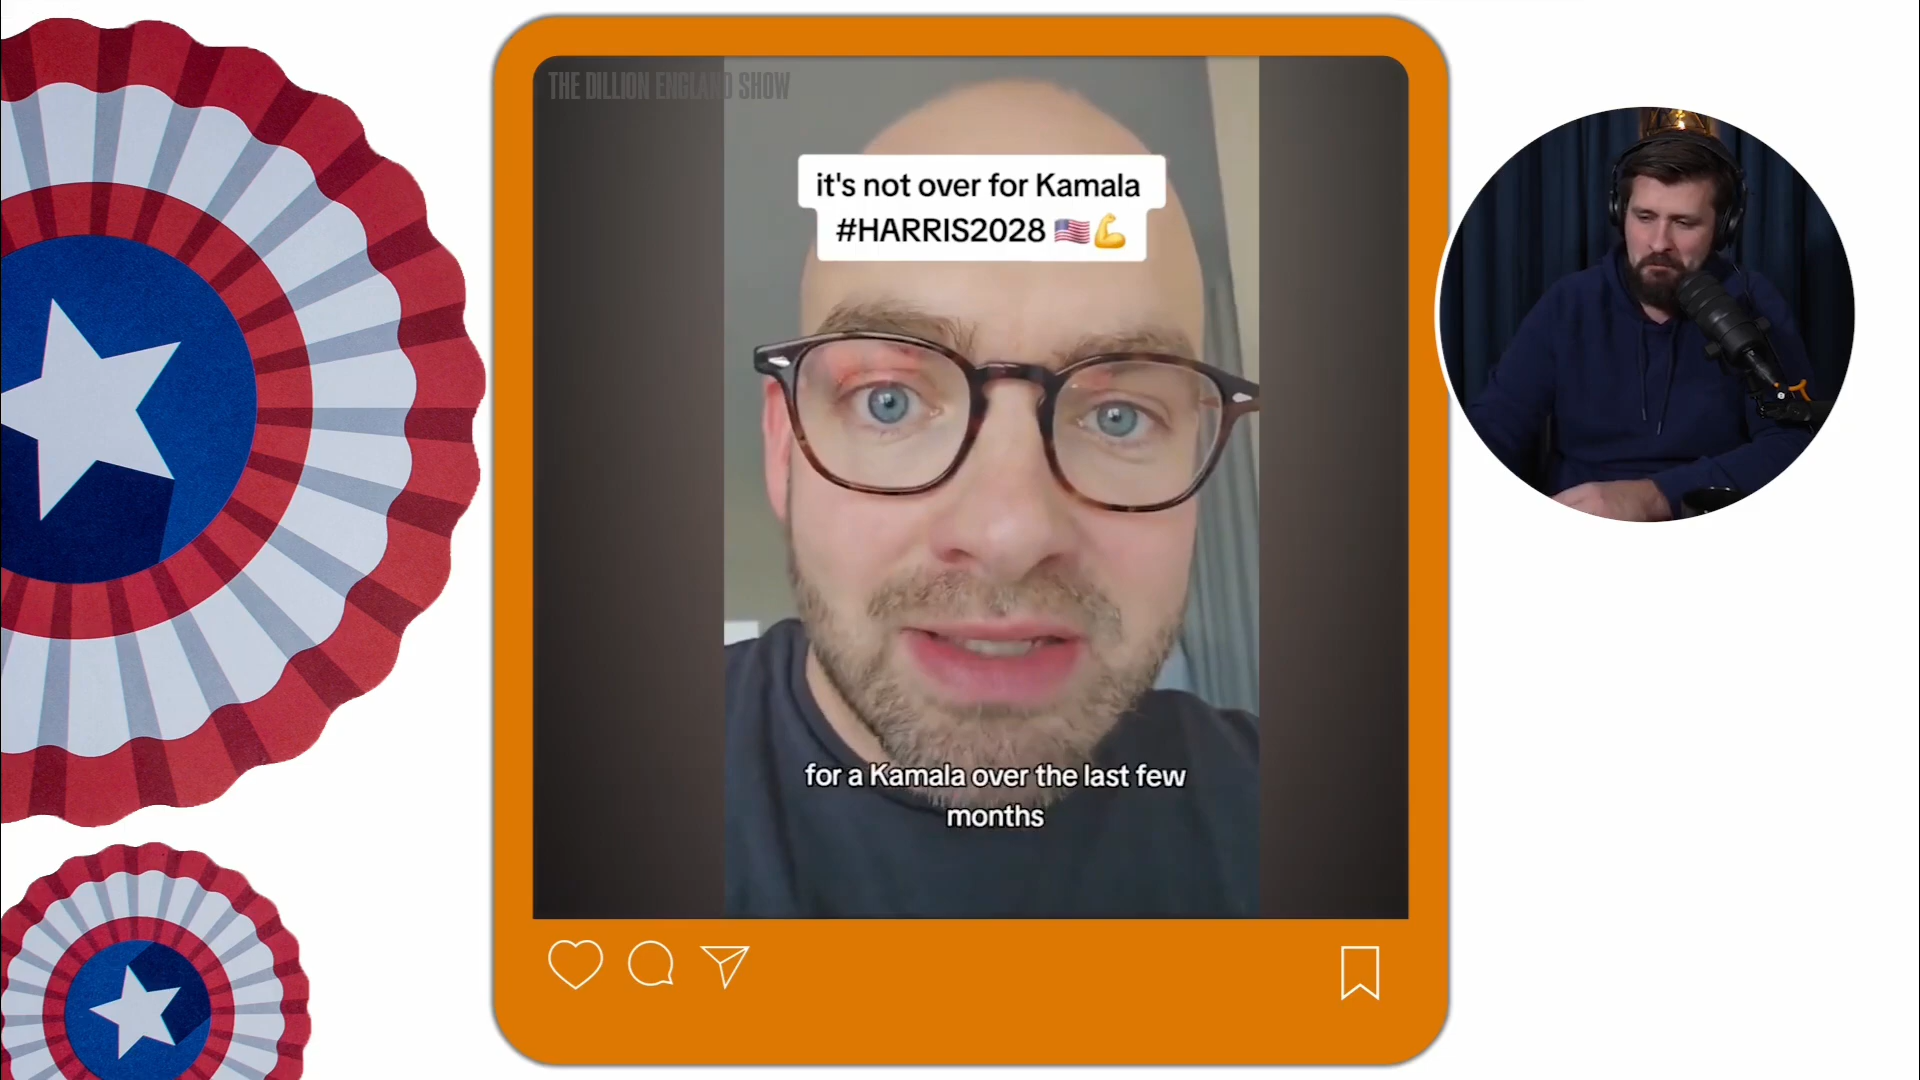 THE DILLION ENGLAND SHOW
it's not over for Kamala
#HARRIS2028 🇺🇸💪
for a Kamala over the last few
months